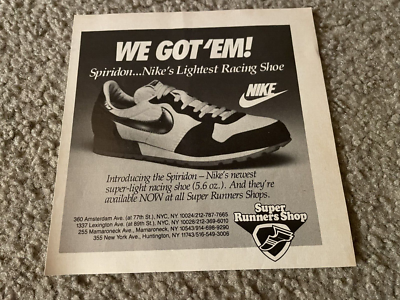 WE GOT 'EM!
Spiridon...Nike's Lightest Racing Shoe
NIKE
Introducing the Spiridon – Nike's newest
super-light racing shoe (5.6 oz.). And they're
available NOW at all Super Runners Shops.
360 Amsterdam Ave. (at 77th St.), NYC, NY 10024/212-787-7665
1337 Lexington Ave. (at 89th St.), NYC, NY 10028/212-369-6010
255 Mamaroneck Ave., Mamaroneck, NY 10543/914-698-9290
355 New York Ave., Huntington, NY 11743/516-549-3006
Super
Runners Shop